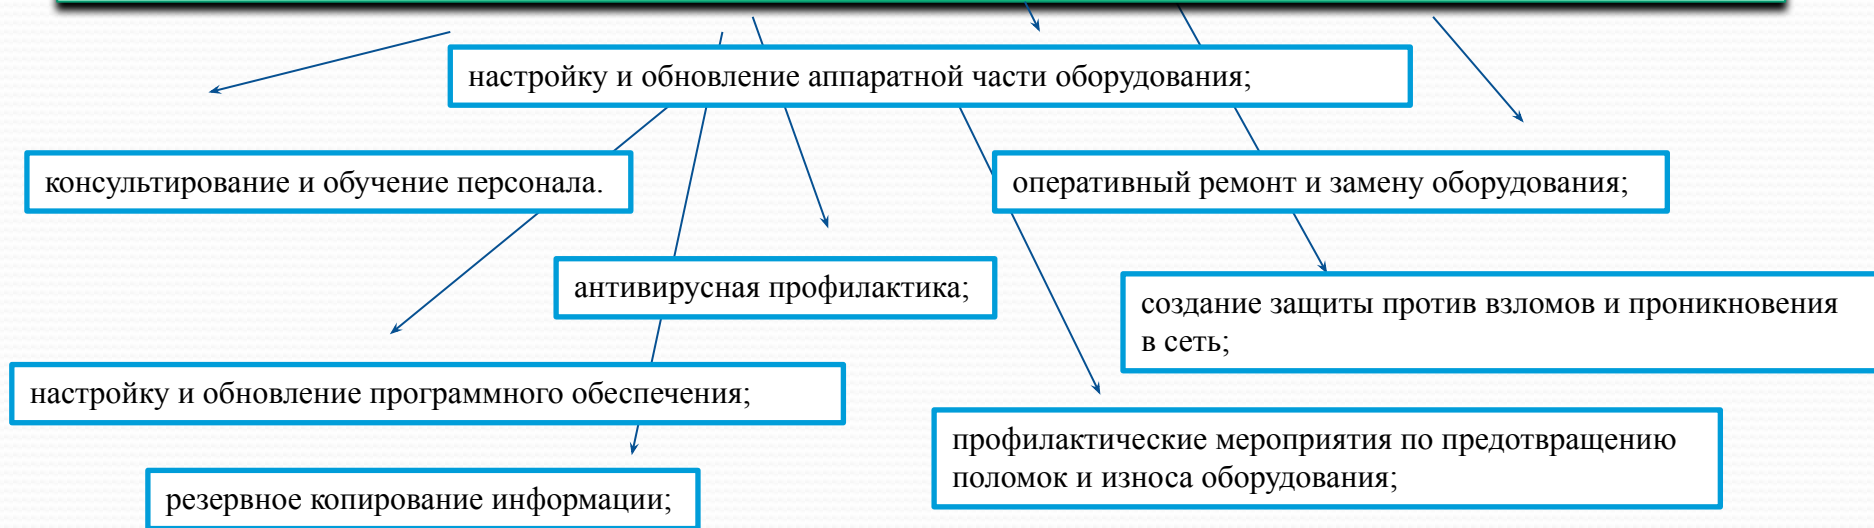 настройку и обновление аппаратной части оборудования;
консультирование и обучение персонала.
оперативный ремонт и замену оборудования;
антивирусная профилактика;
создание защиты против взломов и проникновения
в сеть;
настройку и обновление программного обеспечения;
профилактические мероприятия по предотвращению
поломок и износа оборудования;
резервное копирование информации;